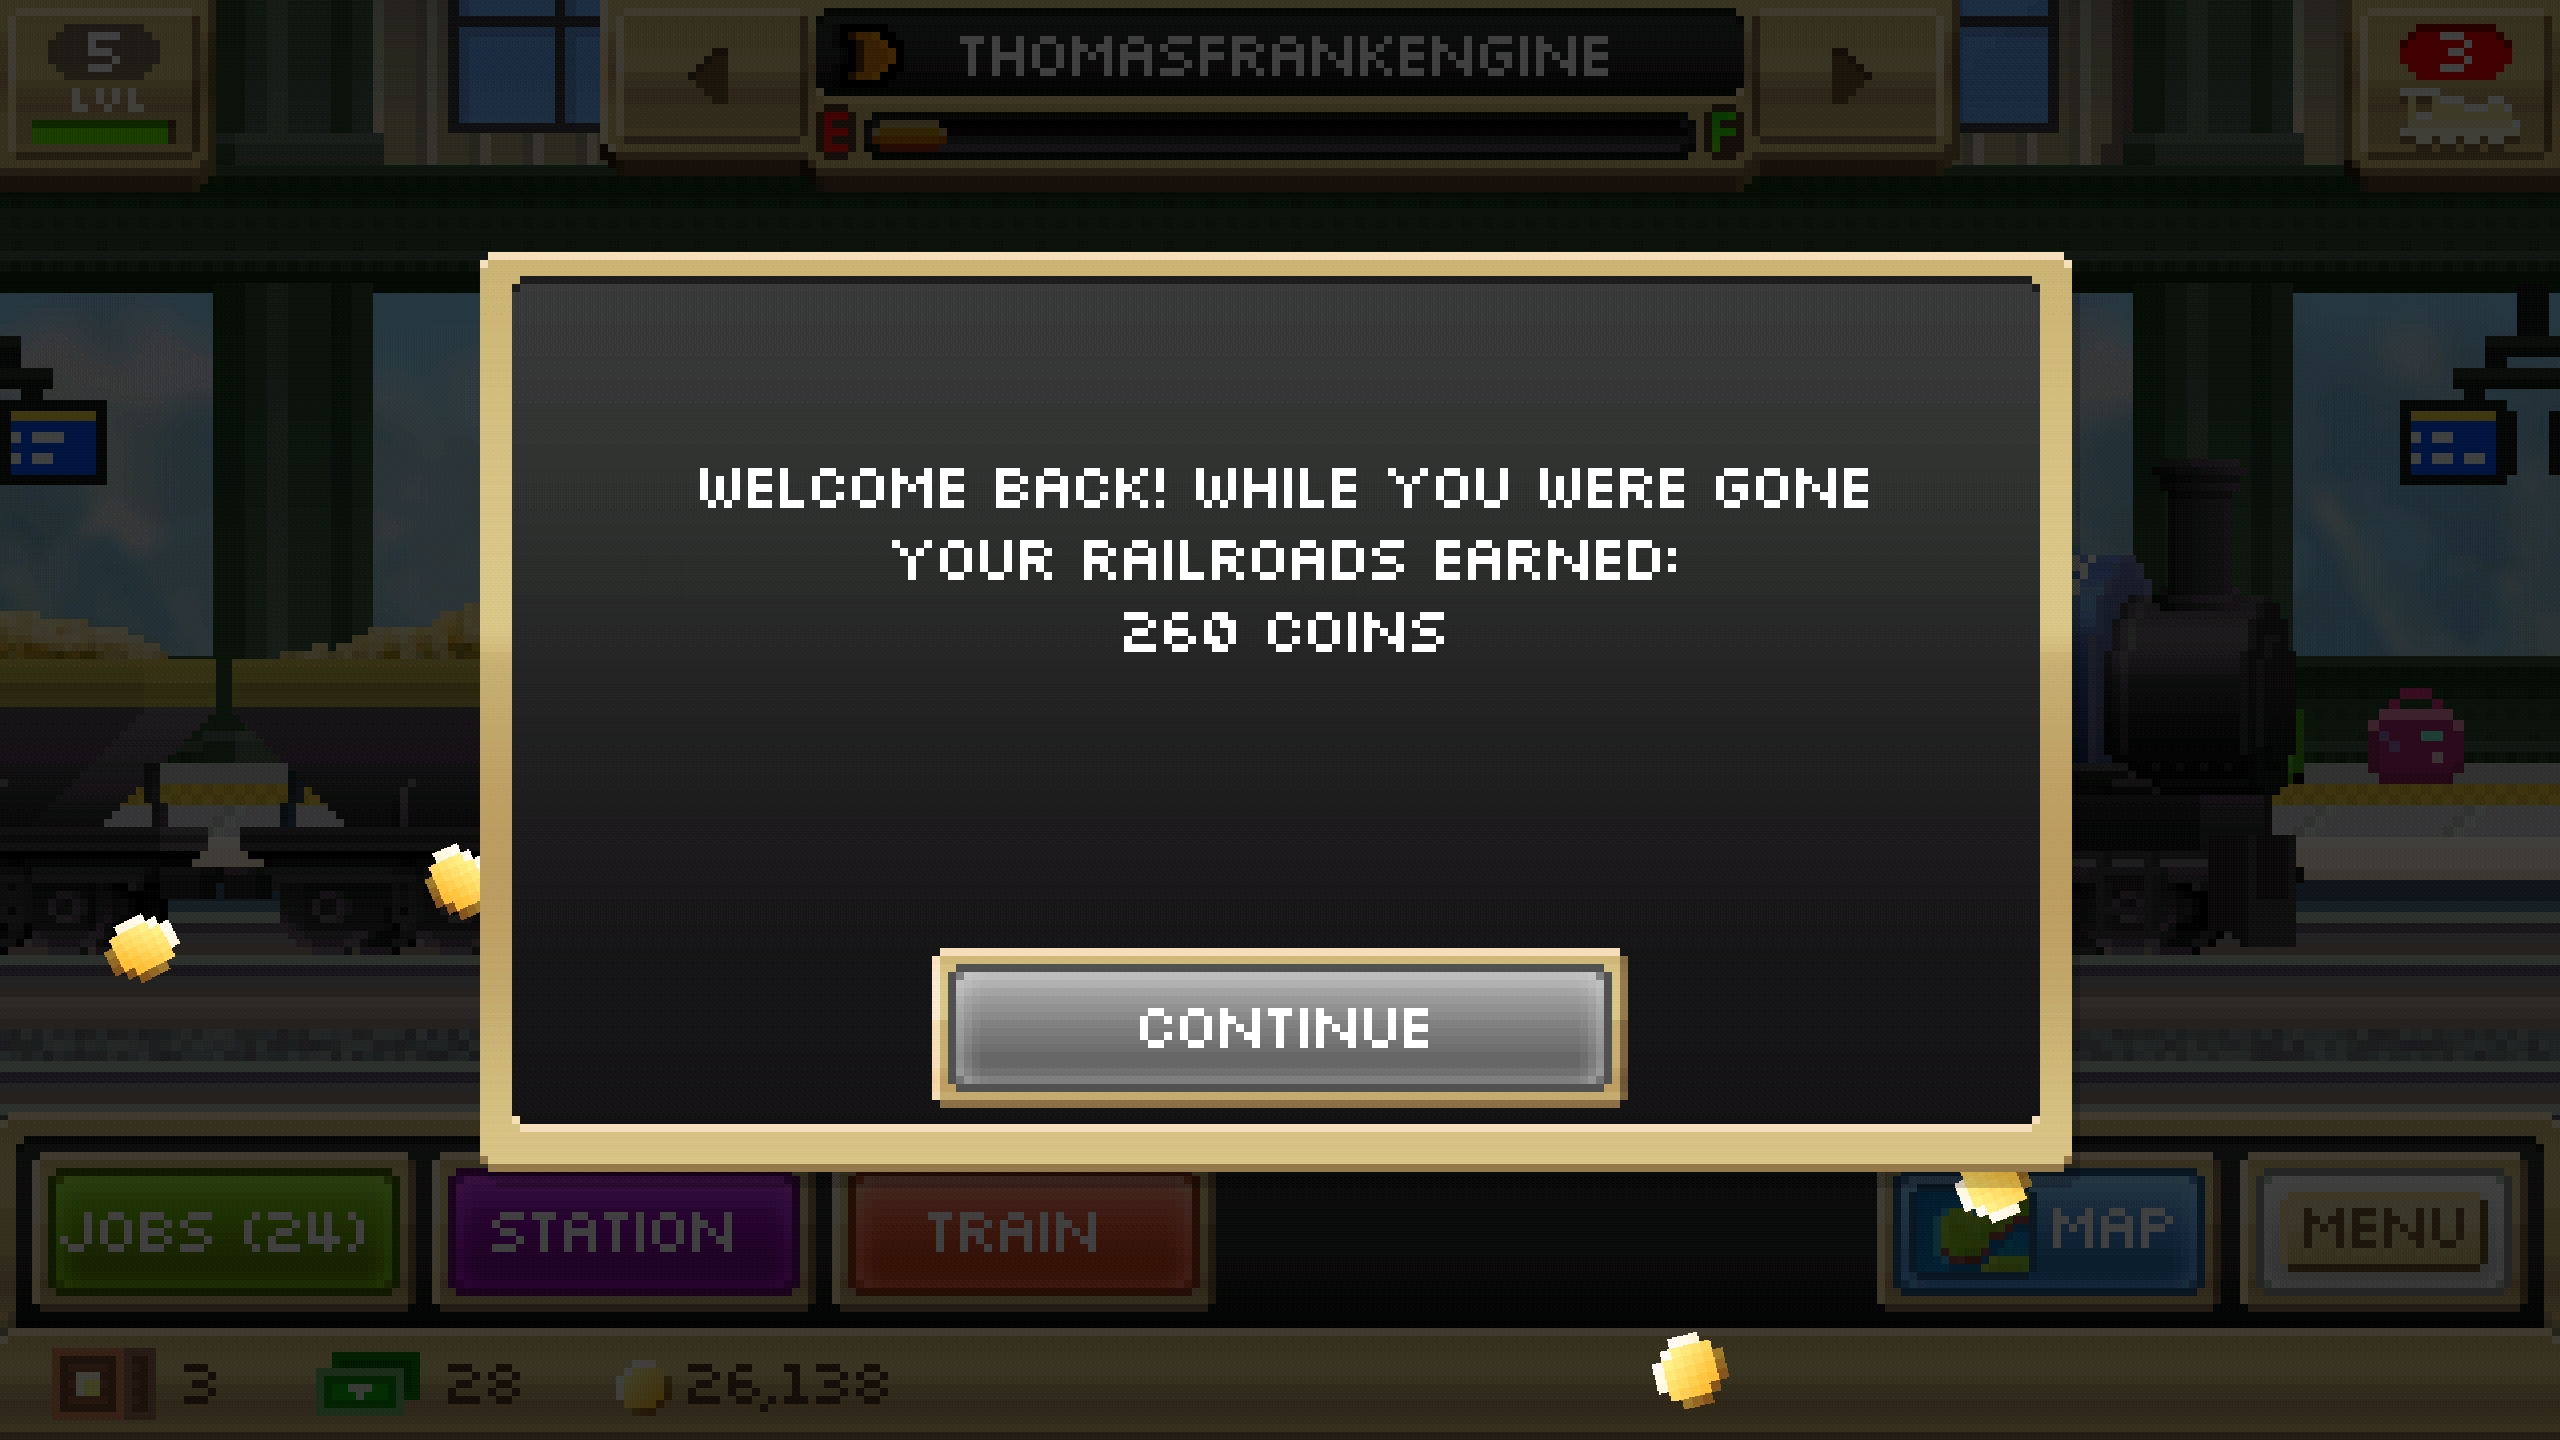 5
LVL
THOMASFRANKENGINE
E
F
3
WELCOME BACK! WHILE YOU WERE GONE
YOUR RAILROADS EARNED:
260 COINS
CONTINUE
JOBS (24)
STATION
TRAIN
MAP
MENU
3
28
26,138